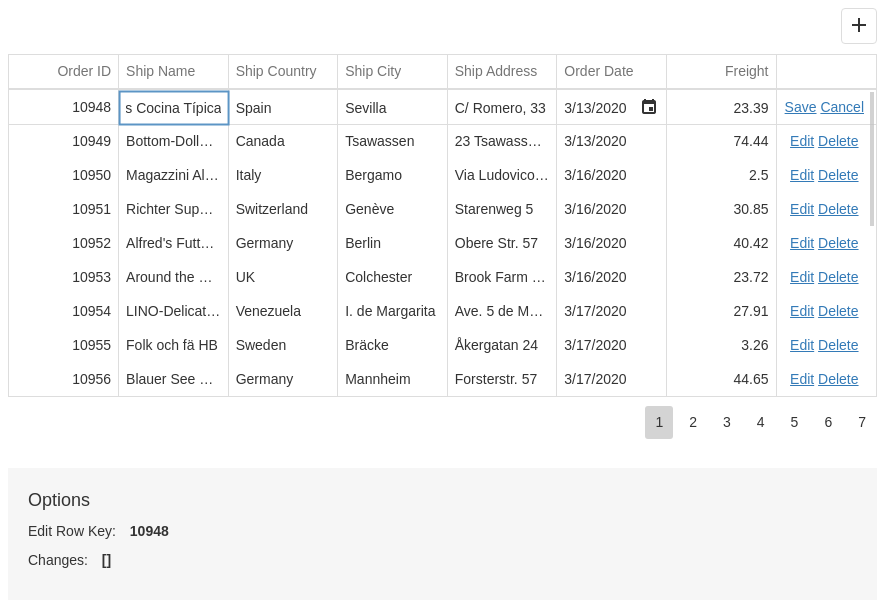 +
Order ID Ship Name Ship Country Ship City Ship Address Order Date Freight
10948 s Cocina Típica Spain Sevilla C/ Romero, 33 3/13/2020 23.39 Save Cancel
10949 Bottom-Doll… Canada Tsawassen 23 Tsawass… 3/13/2020 74.44 Edit Delete
10950 Magazzini Al… Italy Bergamo Via Ludovico… 3/16/2020 2.5 Edit Delete
10951 Richter Sup… Switzerland Genève Starenweg 5 3/16/2020 30.85 Edit Delete
10952 Alfred's Futt… Germany Berlin Obere Str. 57 3/16/2020 40.42 Edit Delete
10953 Around the … UK Colchester Brook Farm … 3/16/2020 23.72 Edit Delete
10954 LINO-Delicat… Venezuela I. de Margarita Ave. 5 de M… 3/17/2020 27.91 Edit Delete
10955 Folk och fä HB Sweden Bräcke Åkergatan 24 3/17/2020 3.26 Edit Delete
10956 Blauer See … Germany Mannheim Forsterstr. 57 3/17/2020 44.65 Edit Delete
1 2 3 4 5 6 7
Options
Edit Row Key: 10948
Changes: []